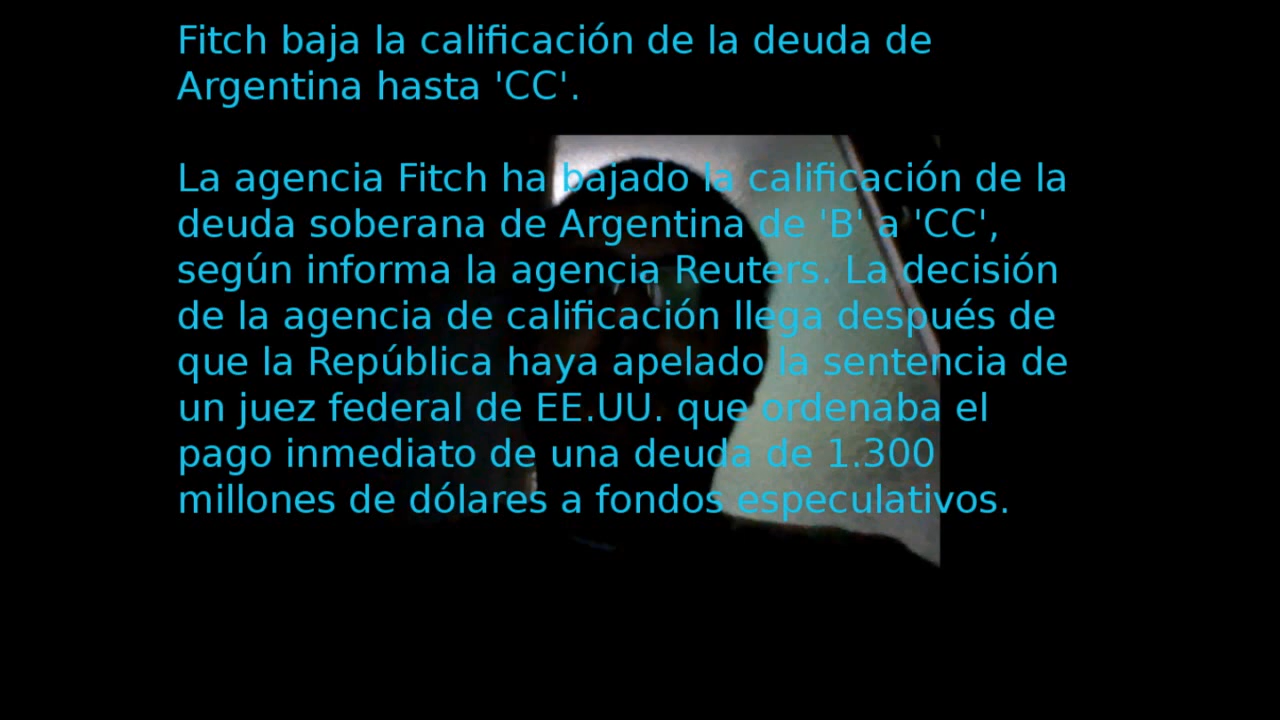 Fitch baja la calificación de la deuda de
Argentina hasta 'CC'.
La agencia Fitch ha bajado la calificación de la
deuda soberana de Argentina de 'B' a 'CC',
según informa la agencia Reuters. La decisión
de la agencia de calificación llega después de
que la República haya apelado la sentencia de
un juez federal de EE.UU. que ordenaba el
pago inmediato de una deuda de 1.300
millones de dólares a fondos especulativos.